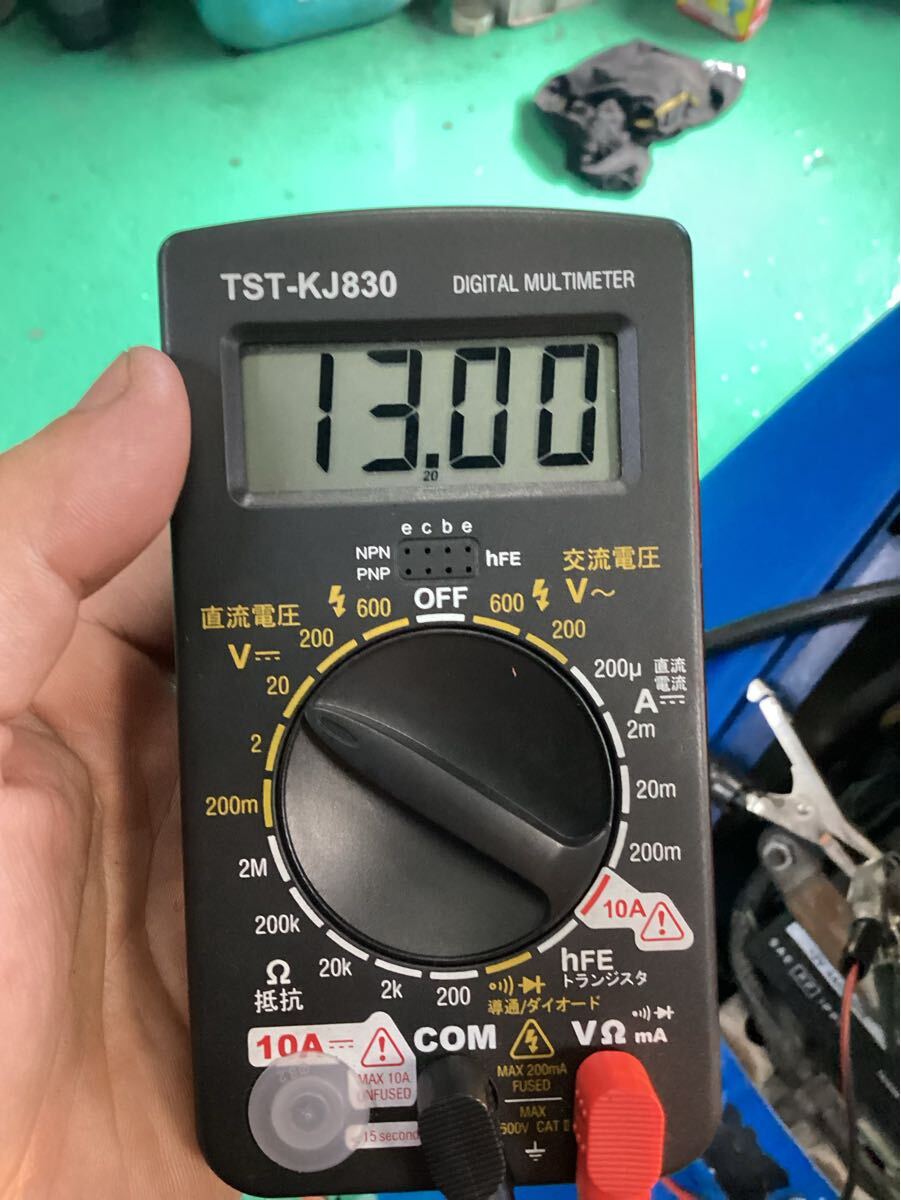 TST-KJ830
DIGITAL MULTIMETER
13.00
20
e c b e
NPN
PNP
hFE
OFF
直流電圧
V⎓
600
200
20
2
200m
交流電圧
V～
600
200
直流
電流
A⎓
200μ
2m
20m
200m
10A
hFE
トランジスタ
導通/ダイオード
Ω
抵抗
2M
200k
20k
2k
200
10A⎓
MAX 10A
UNFUSED
15 second
COM
MAX 200mA
FUSED
MAX
600V CAT II
VΩ mA